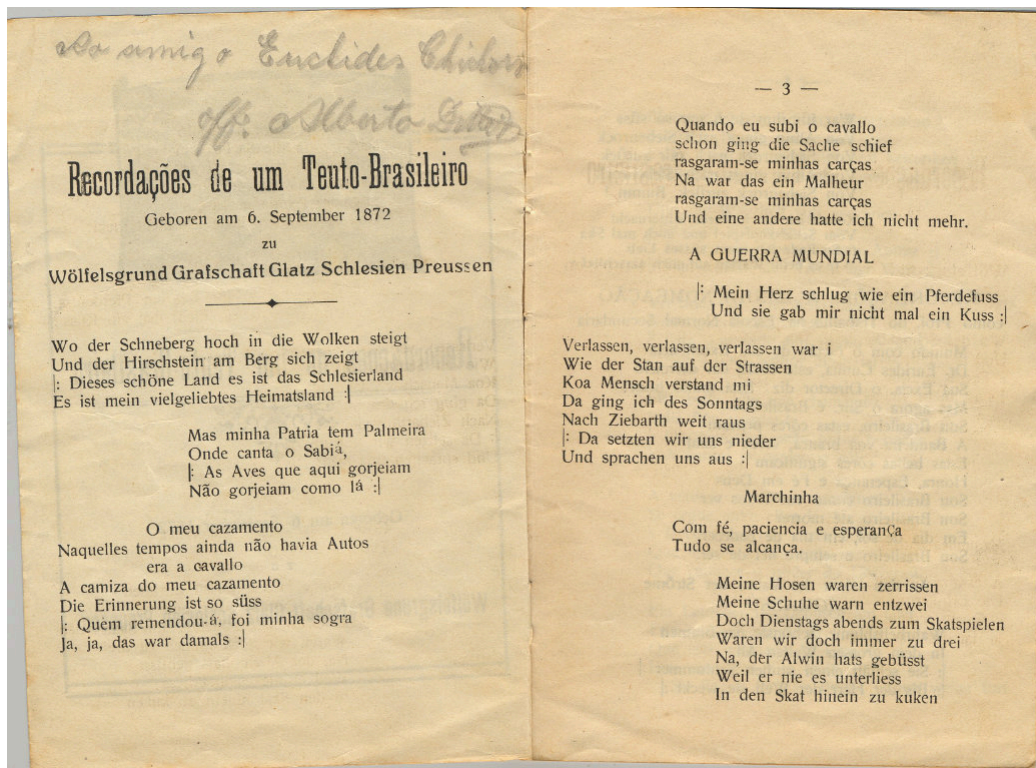 Ao amigo Euclides
off. Alberto
Recordações de um Teuto-Brasileiro
Geboren am 6. September 1872
zu
Wölfelsgrund Grafschaft Glatz Schlesien Preussen
Wo der Schneberg hoch in die Wolken steigt
Und der Hirschstein am Berg sich zeigt
|: Dieses schöne Land es ist das Schlesierland
Es ist mein vielgeliebtes Heimatsland :|
Mas minha Patria tem Palmeira
Onde canta o Sabiá,
|: As Aves que aqui gorjeiam
Não gorjeiam como lá :|
O meu cazamento
Naquelles tempos ainda não havia Autos
era a cavallo
A camiza do meu cazamento
Die Erinnerung ist so süss
|: Quem remendou-a, foi minha sogra
Ja, ja, das war damals :|
— 3 —
Quando eu subi o cavallo
schon ging die Sache schief
rasgaram-se minhas carças
Na war das ein Malheur
rasgaram-se minhas carças
Und eine andere hatte ich nicht mehr.
A GUERRA MUNDIAL
|: Mein Herz schlug wie ein Pferdefuss
Und sie gab mir nicht mal ein Kuss :|
Verlassen, verlassen, verlassen war i
Wie der Stan auf der Strassen
Koa Mensch verstand mi
Da ging ich des Sonntags
Nach Ziebarth weit raus
|: Da setzten wir uns nieder
Und sprachen uns aus :|
Marchinha
Com fé, paciencia e esperança
Tudo se alcança.
Meine Hosen waren zerrissen
Meine Schuhe warn entzwei
Doch Dienstags abends zum Skatspielen
Waren wir doch immer zu drei
Na, der Alwin hats gebüsst
Weil er nie es unterliess
In den Skat hinein zu kuken